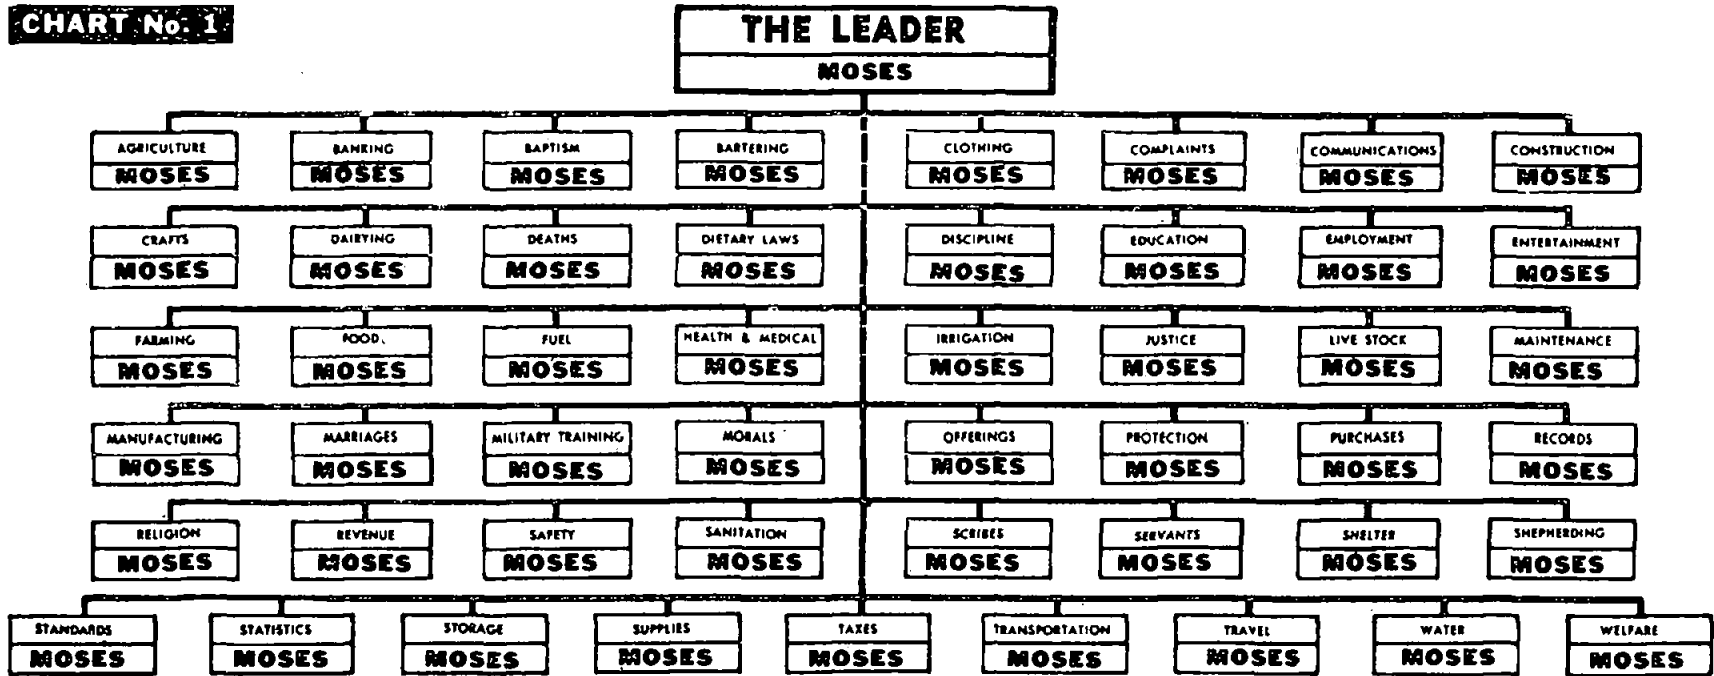 CHART No. 1
THE LEADER
MOSES
AGRICULTURE BANKING BAPTISM BARTERING CLOTHING COMPLAINTS COMMUNICATIONS CONSTRUCTION
MOSES MOSES MOSES MOSES MOSES MOSES MOSES MOSES
CRAFTS DAIRYING DEATHS DIETARY LAWS DISCIPLINE EDUCATION EMPLOYMENT ENTERTAINMENT
MOSES MOSES MOSES MOSES MOSES MOSES MOSES MOSES
FARMING FOOD FUEL HEALTH & MEDICAL IRRIGATION JUSTICE LIVE STOCK MAINTENANCE
MOSES MOSES MOSES MOSES MOSES MOSES MOSES MOSES
MANUFACTURING MARRIAGES MILITARY TRAINING MORALS OFFERINGS PROTECTION PURCHASES RECORDS
MOSES MOSES MOSES MOSES MOSES MOSES MOSES MOSES
RELIGION REVENUE SAFETY SANITATION SCRIBES SERVANTS SHELTER SHEPHERDING
MOSES MOSES MOSES MOSES MOSES MOSES MOSES MOSES
STANDARDS STATISTICS STORAGE SUPPLIES TAXES TRANSPORTATION TRAVEL WATER WELFARE
MOSES MOSES MOSES MOSES MOSES MOSES MOSES MOSES MOSES